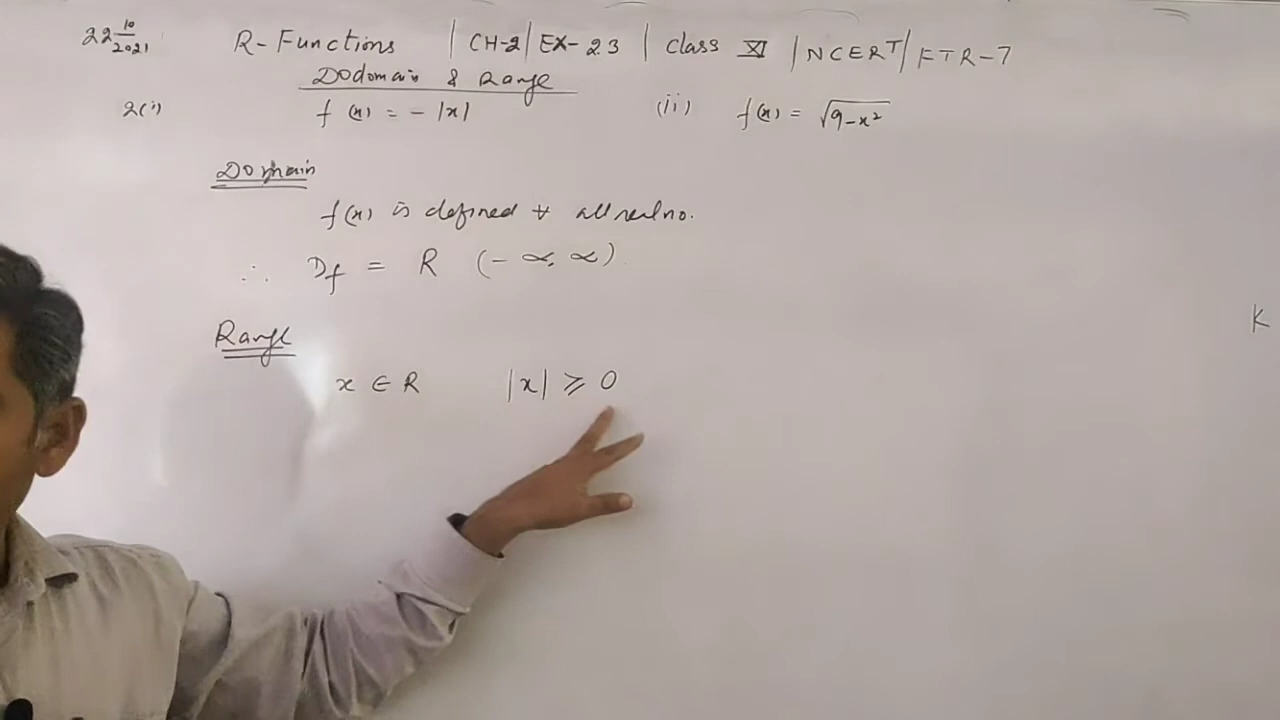 22 10/2021 R-Functions | CH-2 | EX-2.3 | Class XI | NCERT | FTR-7
DOdomain & Range
2(i) f(x) = -|x| (ii) f(x) = √9-x²
Domain
f(x) is defined ∀ all real no.
∴ Df = R (-∞, ∞)
Range
x ∈ R |x| ⩾ 0
K